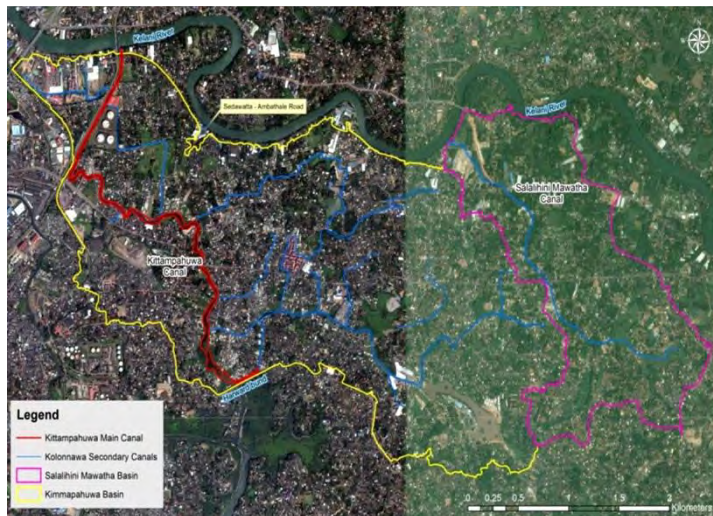 Kelani River
Sedawatta - Ambathale Road
Kelani River
Salalihini Mawatha
Canal
Kittampahuwa
Canal
Legend
Kittampahuwa Main Canal
Kolonnawa Secondary Canals
Salalihini Mawatha Basin
Kimmapahuwa Basin
0 0.25 0.5 1 1.5 2
Kilometers